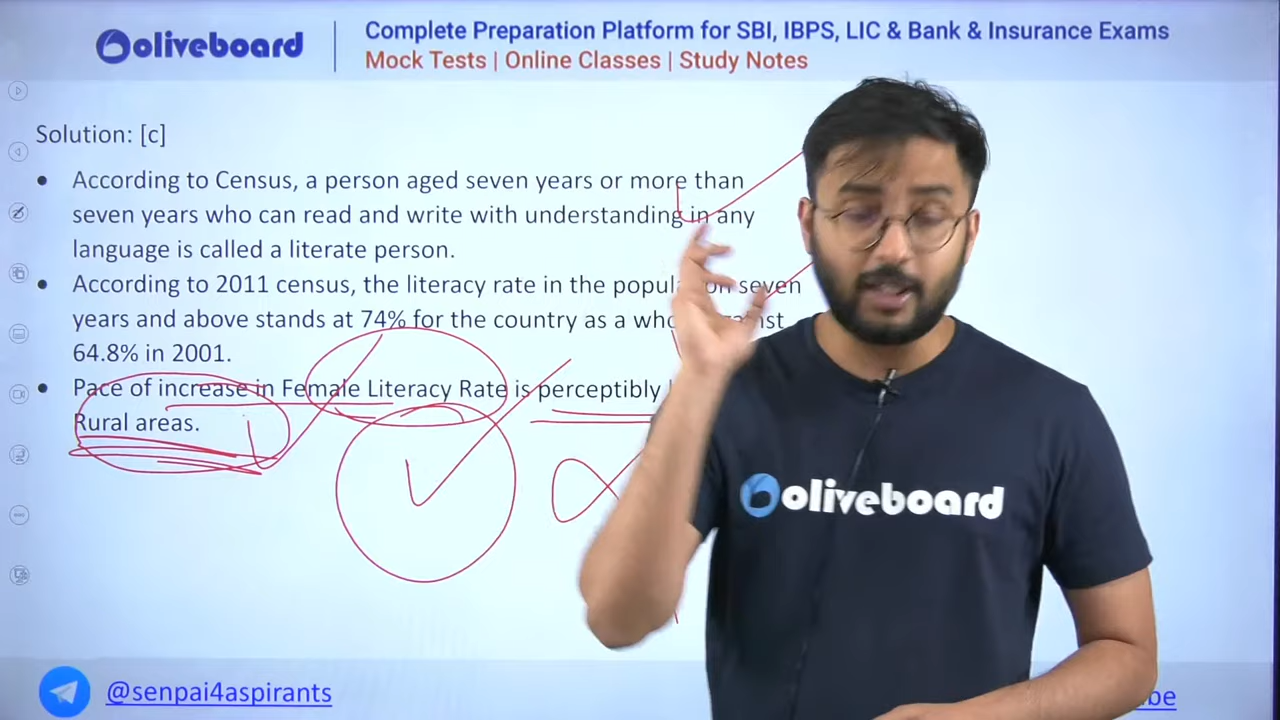 oliveboard
Complete Preparation Platform for SBI, IBPS, LIC & Bank & Insurance Exams
Mock Tests | Online Classes | Study Notes
Solution: [c]
• According to Census, a person aged seven years or more than
seven years who can read and write with understanding in any
language is called a literate person.
• According to 2011 census, the literacy rate in the seven
years and above stands at 74% for the country as a
64.8% in 2001.
• Pace of increase in Female Literacy Rate is perceptibly
Rural areas.
oliveboard
@senpai4aspirants